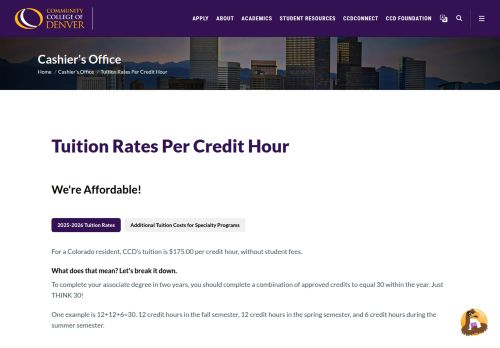 COMMUNITY
COLLEGE OF
DENVER
APPLY ABOUT ACADEMICS STUDENT RESOURCES CCDCONNECT CCD FOUNDATION
Cashier's Office
Home / Cashier's Office / Tuition Rates Per Credit Hour
Tuition Rates Per Credit Hour
We're Affordable!
2025-2026 Tuition Rates Additional Tuition Costs for Specialty Programs
For a Colorado resident, CCD's tuition is $175.00 per credit hour, without student fees.
What does that mean? Let's break it down.
To complete your associate degree in two years, you should complete a combination of approved credits to equal 30 within the year. Just
THINK 30!
One example is 12+12+6=30. 12 credit hours in the fall semester, 12 credit hours in the spring semester, and 6 credit hours during the
summer semester.